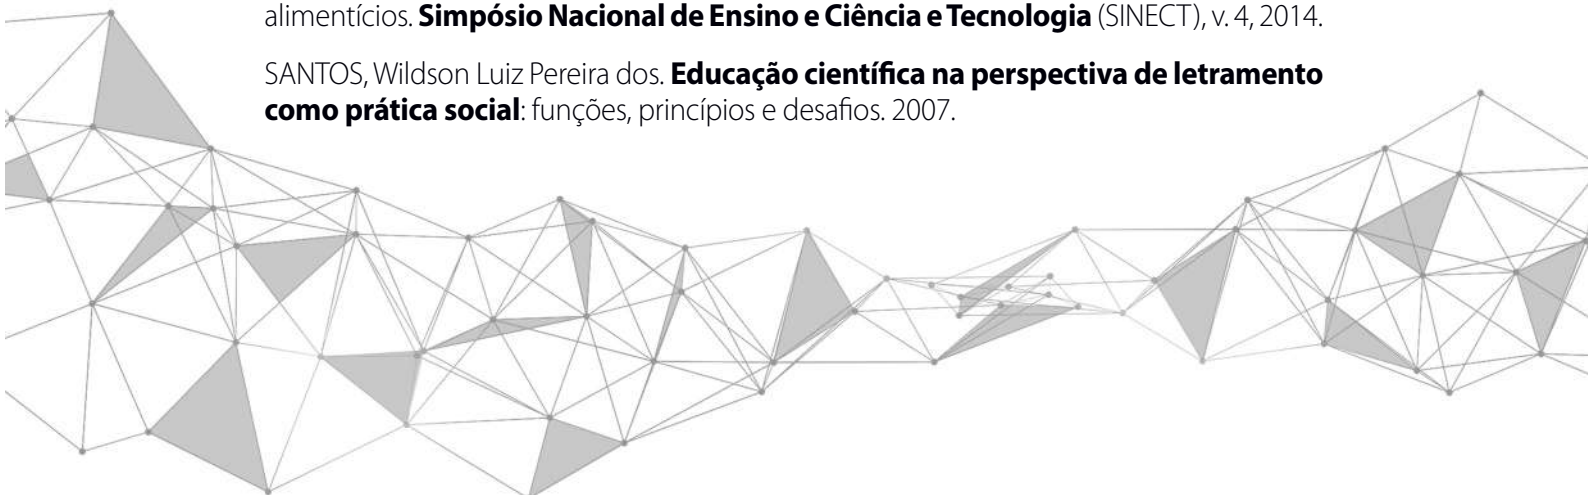 alimentícios. Simpósio Nacional de Ensino e Ciência e Tecnologia (SINECT), v. 4, 2014.
SANTOS, Wildson Luiz Pereira dos. Educação científica na perspectiva de letramento
como prática social: funções, princípios e desafios. 2007.